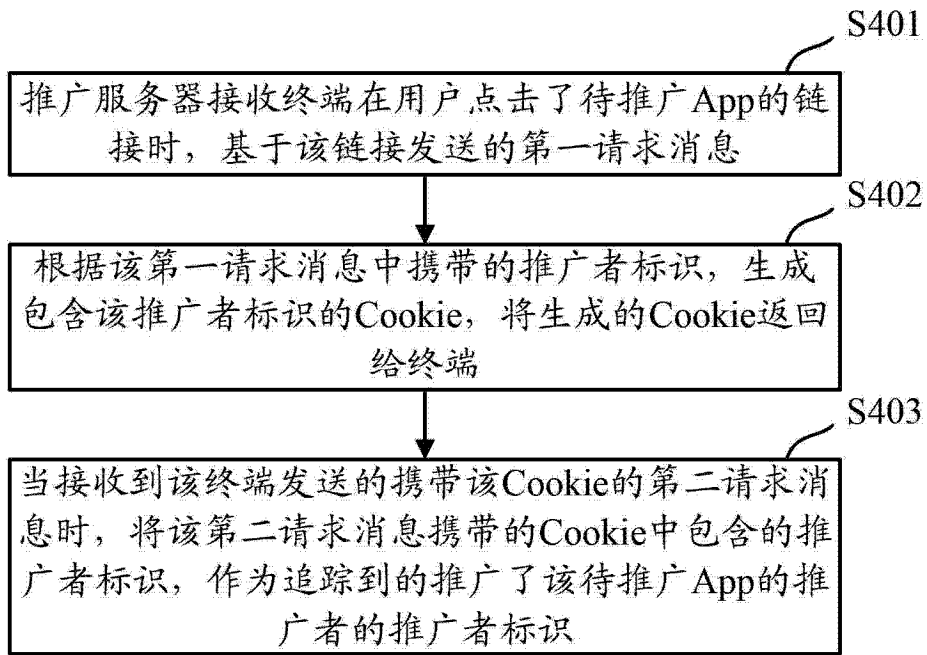 S401
推广服务器接收终端在用户点击了待推广App的链
接时，基于该链接发送的第一请求消息
S402
根据该第一请求消息中携带的推广者标识，生成
包含该推广者标识的Cookie，将生成的Cookie返回
给终端
S403
当接收到该终端发送的携带该Cookie的第二请求消
息时，将该第二请求消息携带的Cookie中包含的推
广者标识，作为追踪到的推广了该待推广App的推
广者的推广者标识